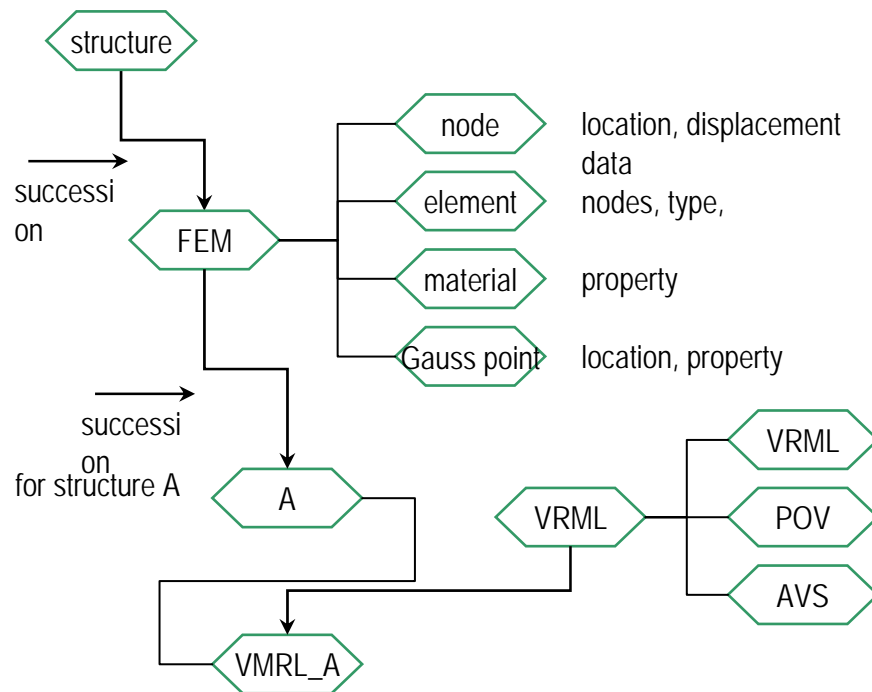 structure
node
location, displacement
data
successi
on
element
nodes, type,
FEM
material
property
Gauss point
location, property
successi
on
for structure A
VRML
A
VRML
POV
AVS
VMRL_A